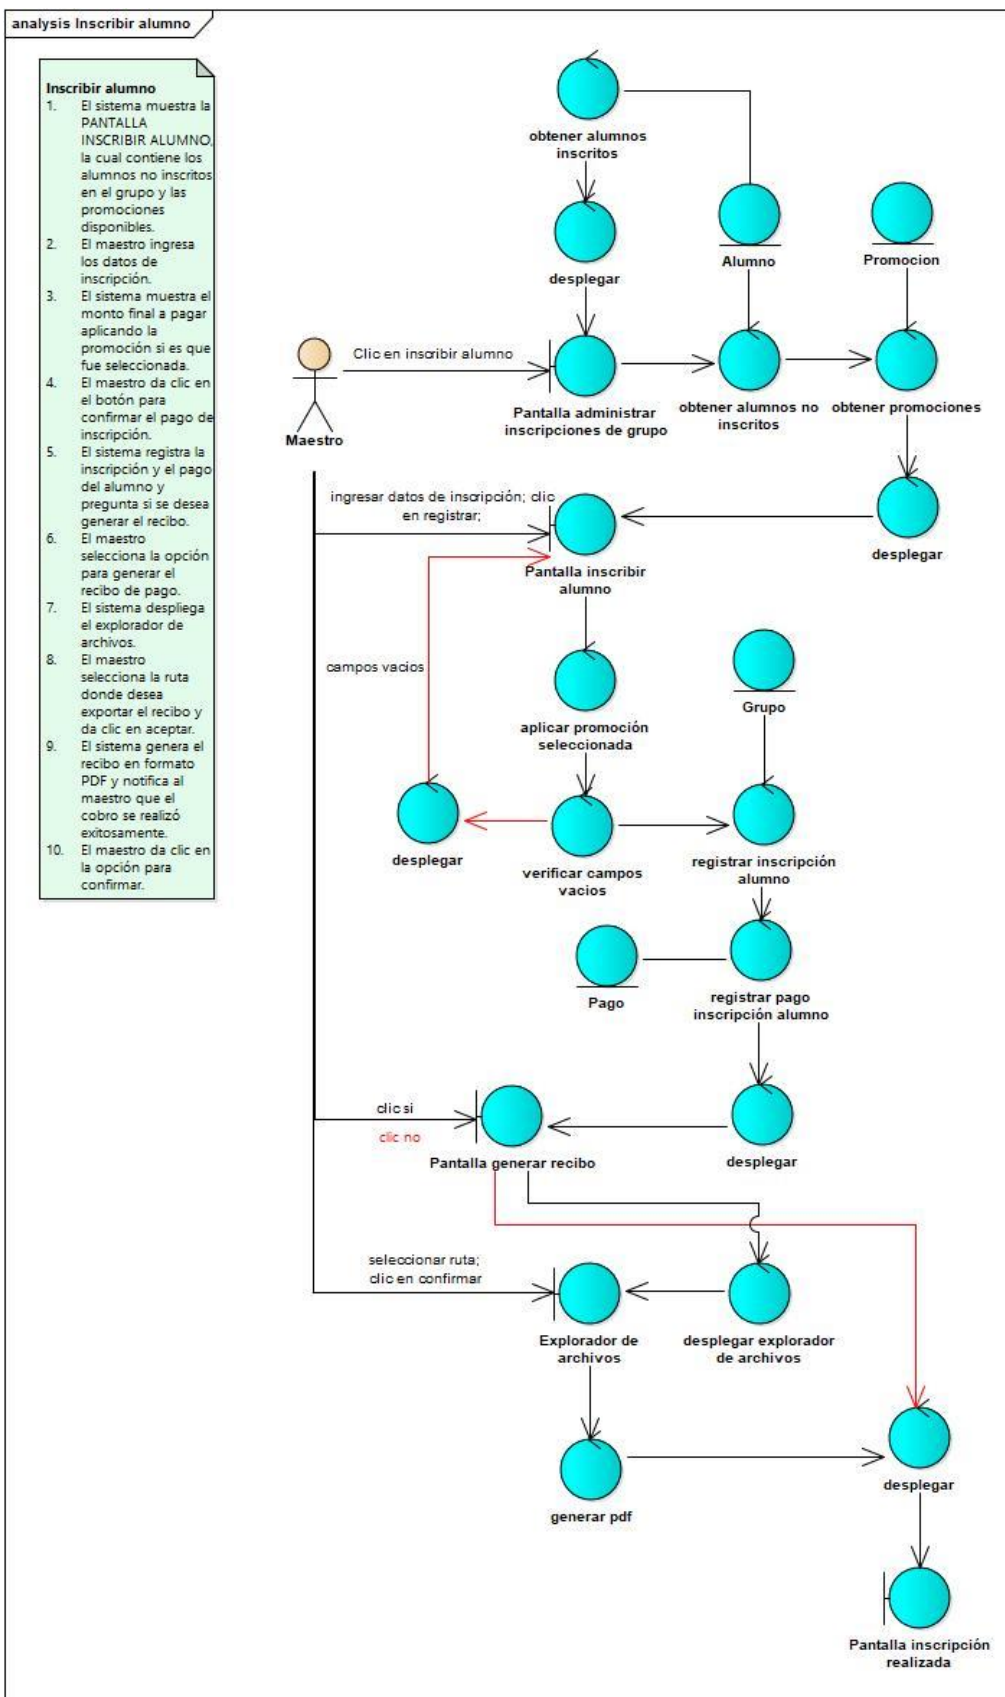 analysis Inscribir alumno
Inscribir alumno
1. El sistema muestra la
PANTALLA
INSCRIBIR ALUMNO,
la cual contiene los
alumnos no inscritos
en el grupo y las
promociones
disponibles.
2. El maestro ingresa
los datos de
inscripción.
3. El sistema muestra el
monto final a pagar
aplicando la
promoción si es que
fue seleccionada.
4. El maestro da clic en
el botón para
confirmar el pago de
inscripción.
5. El sistema registra la
inscripción y el pago
del alumno y
pregunta si se desea
generar el recibo.
6. El maestro
selecciona la opción
para generar el
recibo de pago.
7. El sistema despliega
el explorador de
archivos.
8. El maestro
selecciona la ruta
donde desea
exportar el recibo y
da clic en aceptar.
9. El sistema genera el
recibo en formato
PDF y notifica al
maestro que el
cobro se realizó
exitosamente.
10. El maestro da clic en
la opción para
confirmar.
obtener alumnos
inscritos
desplegar
Alumno
Promocion
Clic en inscribir alumno
Maestro
Pantalla administrar
inscripciones de grupo
obtener alumnos no
inscritos
obtener promociones
ingresar datos de inscripción; clic
en registrar;
desplegar
Pantalla inscribir
alumno
campos vacios
Grupo
aplicar promoción
seleccionada
desplegar
verificar campos
vacios
registrar inscripción
alumno
Pago
registrar pago
inscripción alumno
clic si
clic no
Pantalla generar recibo
desplegar
seleccionar ruta;
clic en confirmar
Explorador de
archivos
desplegar explorador
de archivos
desplegar
generar pdf
Pantalla inscripción
realizada